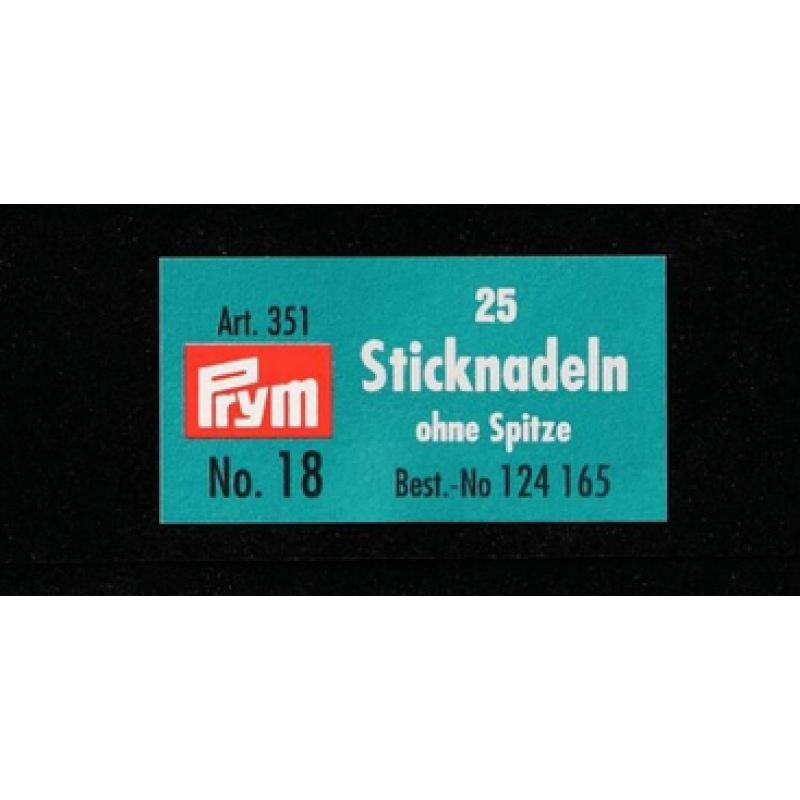 Art. 351
Prym
No. 18
25
Sticknadeln
ohne Spitze
Best.-No 124 165